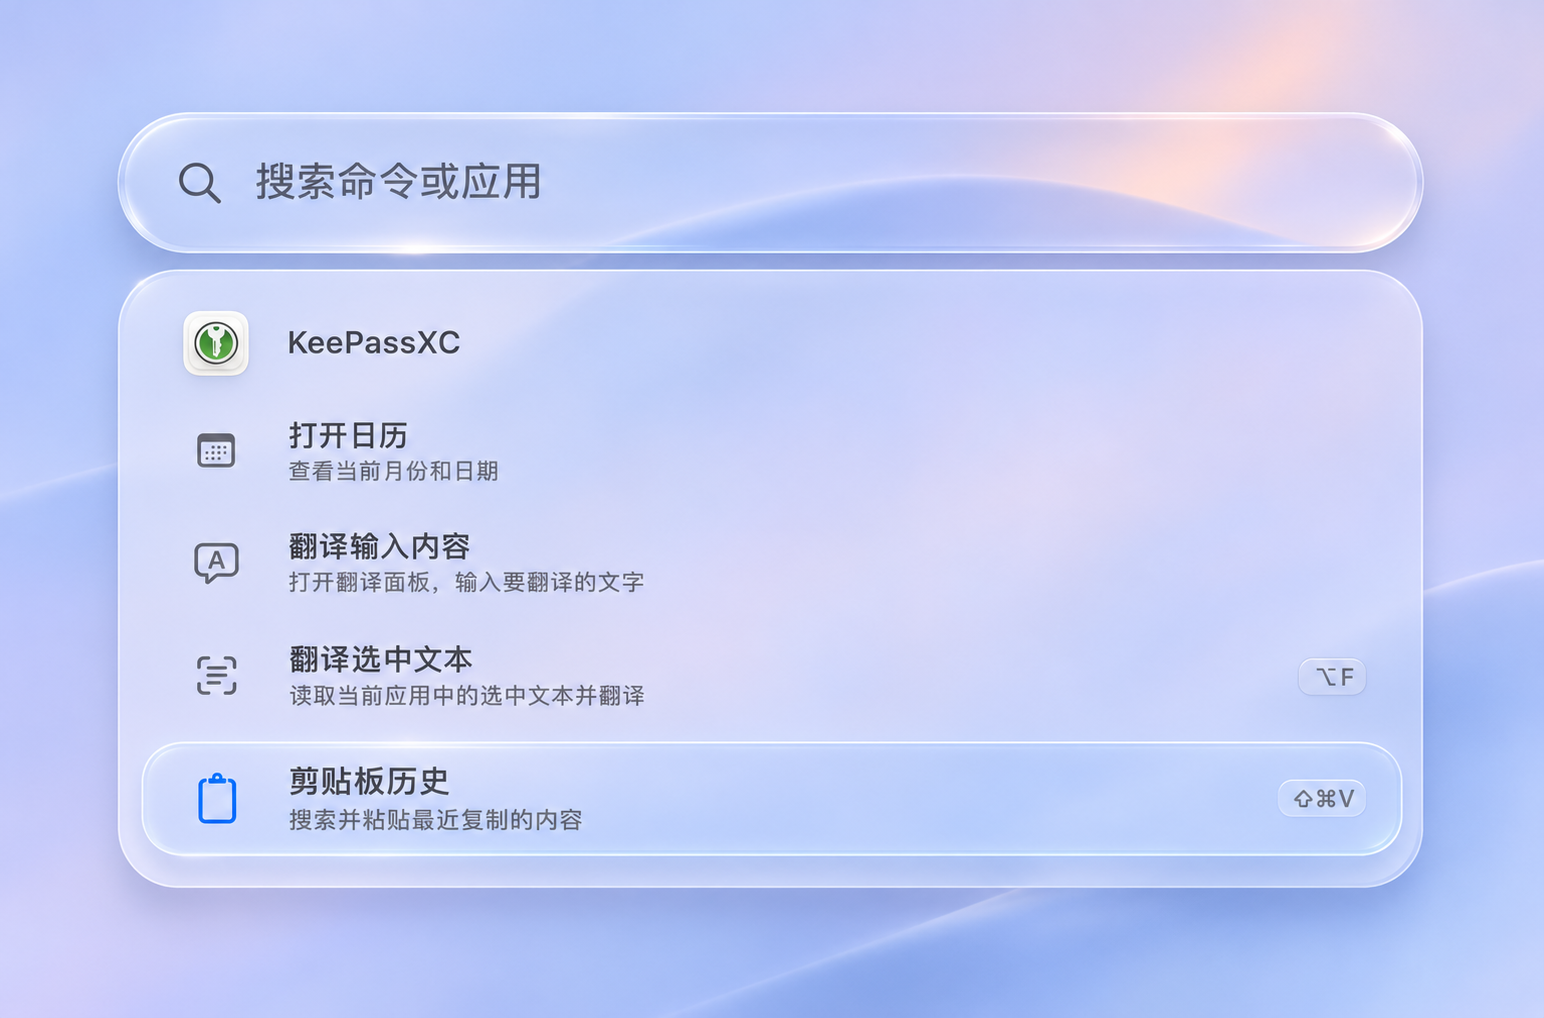 搜索命令或应用
KeePassXC
打开日历
查看当前月份和日期
A
翻译输入内容
打开翻译面板，输入要翻译的文字
翻译选中文本
读取当前应用中的选中文本并翻译
⌥F
剪贴板历史
搜索并粘贴最近复制的内容
⇧⌘V